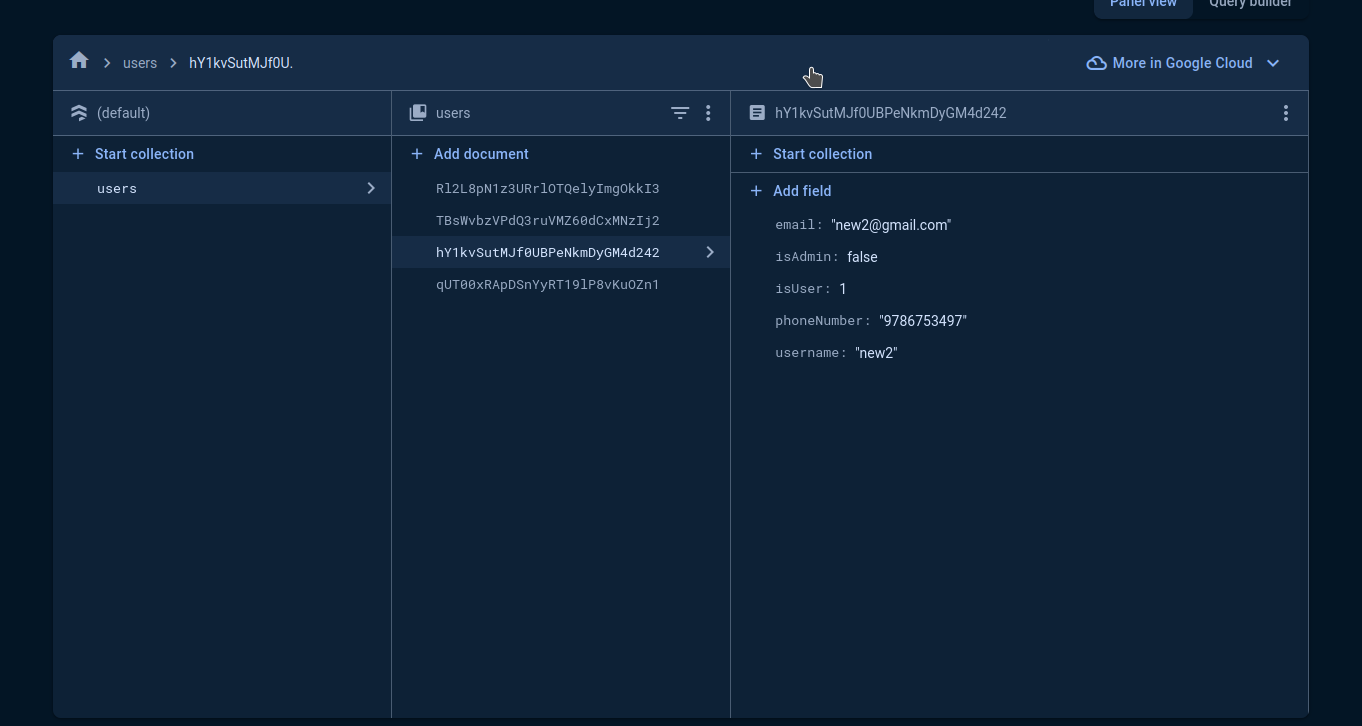 Panel view
Query builder
users
hY1kvSutMJf0U.
More in Google Cloud
(default)
users
hY1kvSutMJf0UBPeNkmDyGM4d242
Start collection
Add document
Start collection
users
Rl2L8pN1z3URrlOTQelyImgOkkI3
TBsWvbzVPdQ3ruVMZ60dCxMNzIj2
hY1kvSutMJf0UBPeNkmDyGM4d242
qUT00xRApDSnYyRT19lP8vKuOZn1
Add field
email: "new2@gmail.com"
isAdmin: false
isUser: 1
phoneNumber: "9786753497"
username: "new2"